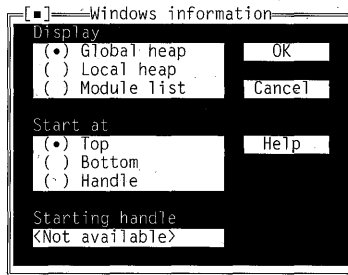 [■] Windows information
Display
(•) Global heap OK
( ) Local heap
( ) Module list Cancel
Start at
(•) Top Help
( ) Bottom
( ) Handle
Starting handle
<Not available>